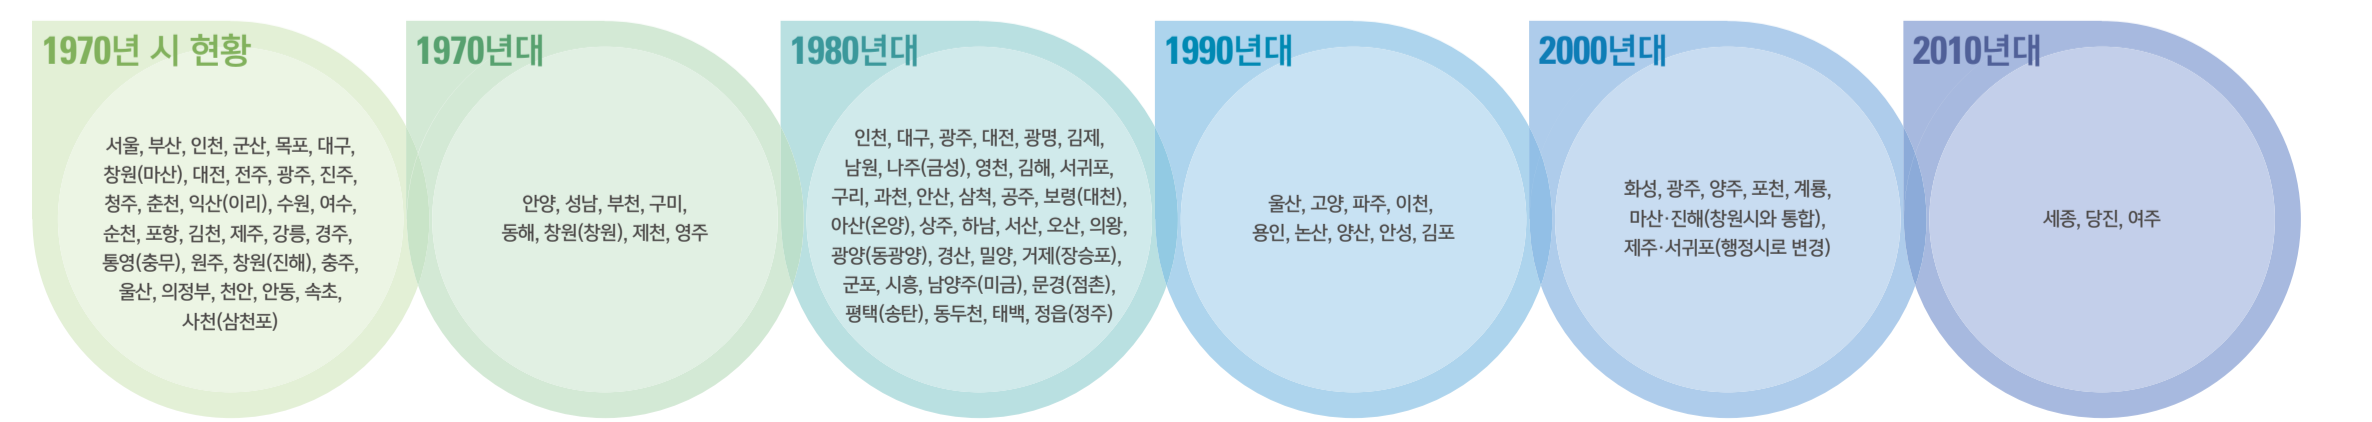 1970년 시 현황
서울, 부산, 인천, 군산, 목포, 대구,
창원(마산), 대전, 전주, 광주, 진주,
청주, 춘천, 익산(이리), 수원, 여수,
순천, 포항, 김천, 제주, 강릉, 경주,
통영(충무), 원주, 창원(진해), 충주,
울산, 의정부, 천안, 안동, 속초,
사천(삼천포)
1970년대
안양, 성남, 부천, 구미,
동해, 창원(창원), 제천, 영주
1980년대
인천, 대구, 광주, 대전, 광명, 김제,
남원, 나주(금성), 영천, 김해, 서귀포,
구리, 과천, 안산, 삼척, 공주, 보령(대천),
아산(온양), 상주, 하남, 서산, 오산, 의왕,
광양(동광양), 경산, 밀양, 거제(장승포),
군포, 시흥, 남양주(미금), 문경(점촌),
평택(송탄), 동두천, 태백, 정읍(정주)
1990년대
울산, 고양, 파주, 이천,
용인, 논산, 양산, 안성, 김포
2000년대
화성, 광주, 양주, 포천, 계룡,
마산·진해(창원시와 통합),
제주·서귀포(행정시로 변경)
2010년대
세종, 당진, 여주